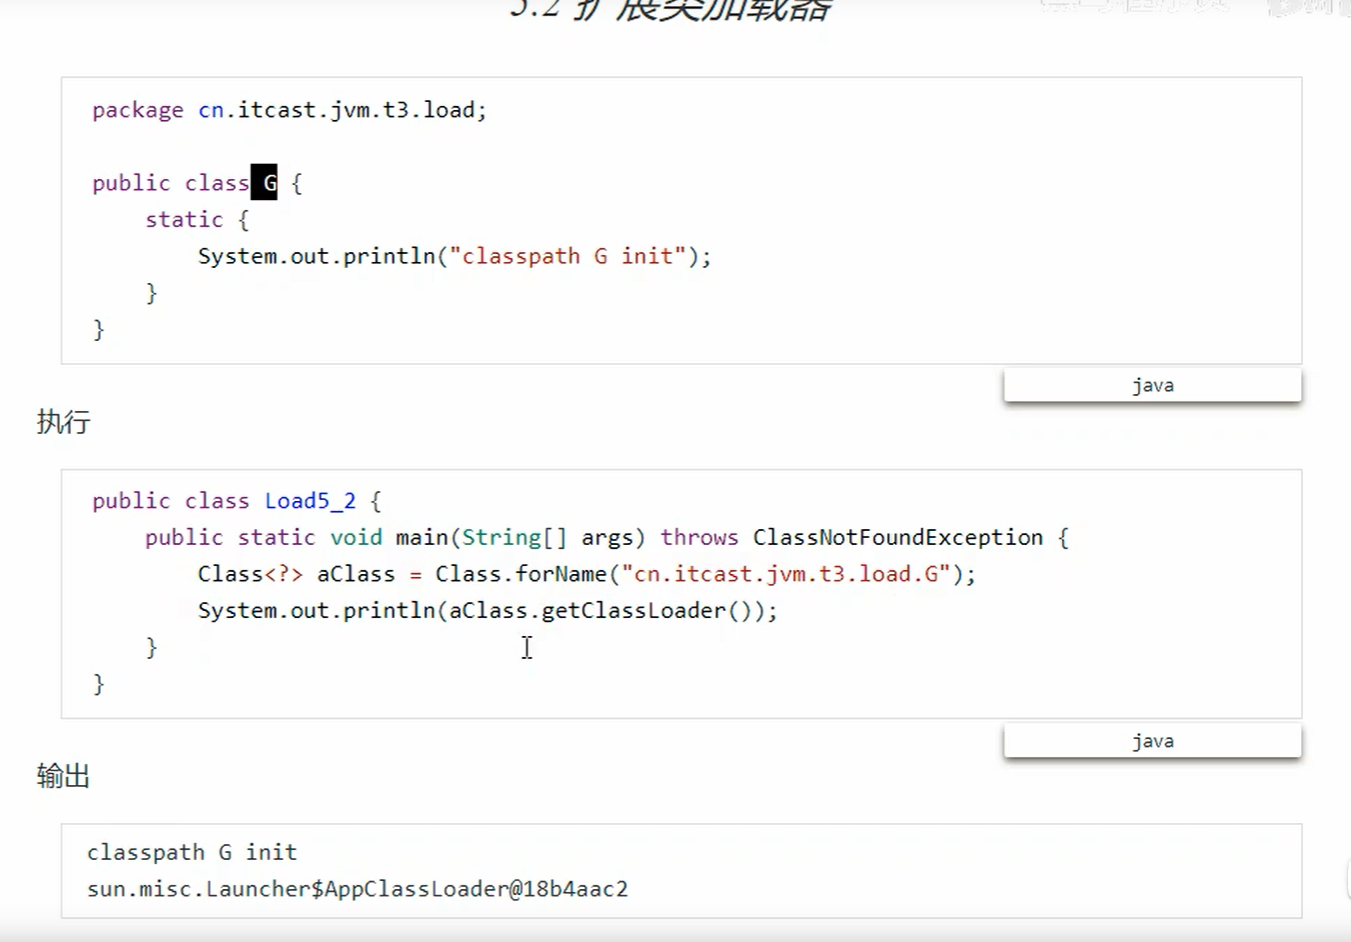 5.2 扩展类加载器
package cn.itcast.jvm.t3.load;
public class G {
static {
System.out.println("classpath G init");
}
}
java
执行
public class Load5_2 {
public static void main(String[] args) throws ClassNotFoundException {
Class<?> aClass = Class.forName("cn.itcast.jvm.t3.load.G");
System.out.println(aClass.getClassLoader());
}
}
java
输出
classpath G init
sun.misc.Launcher$AppClassLoader@18b4aac2